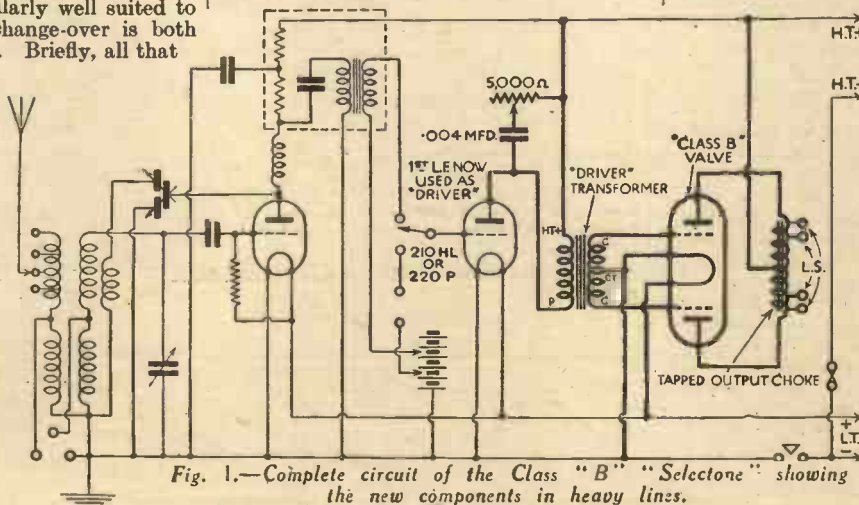 larly well suited to
change-over is both
. Briefly, all that
5,000Ω
.004 MFD.
1ST L.F. NOW
USED AS
"DRIVER"
210 HL
OR
220 P
"DRIVER"
TRANSFORMER
HT+
P
G
CT
G
"CLASS B"
VALVE
L.S.
TAPPED OUTPUT CHOKE
H.T.+
H.T.-
+
L.T.
-
Fig. 1.—Complete circuit of the Class "B" "Selectone" showing
the new components in heavy lines.